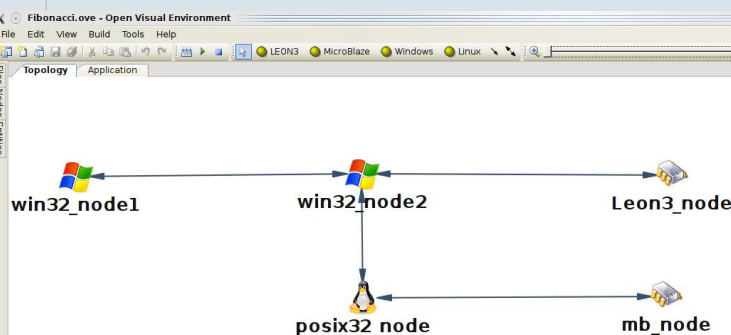 Fibonacci.ove - Open Visual Environment
File Edit View Build Tools Help
LEON3 MicroBlaze Windows Linux
Topology Application
win32_node1 win32_node2 Leon3_node
posix32_node mb_node